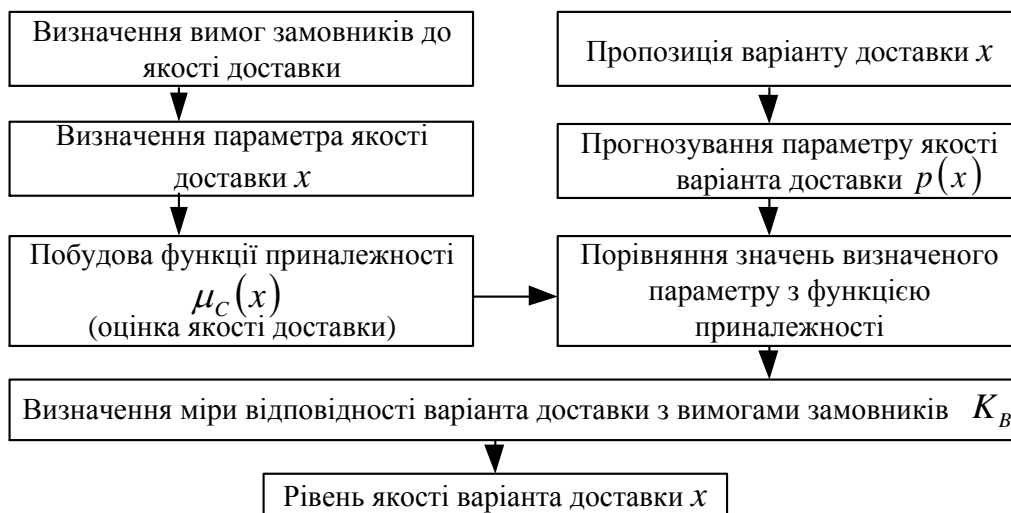 Визначення вимог замовників до
якості доставки
Визначення параметра якості
доставки x
Побудова функції приналежності
μ_C(x)
(оцінка якості доставки)
Пропозиція варіанту доставки x
Прогнозування параметру якості
варіанта доставки p(x)
Порівняння значень визначеного
параметру з функцією
приналежності
Визначення міри відповідності варіанта доставки з вимогами замовників K_B
Рівень якості варіанта доставки x